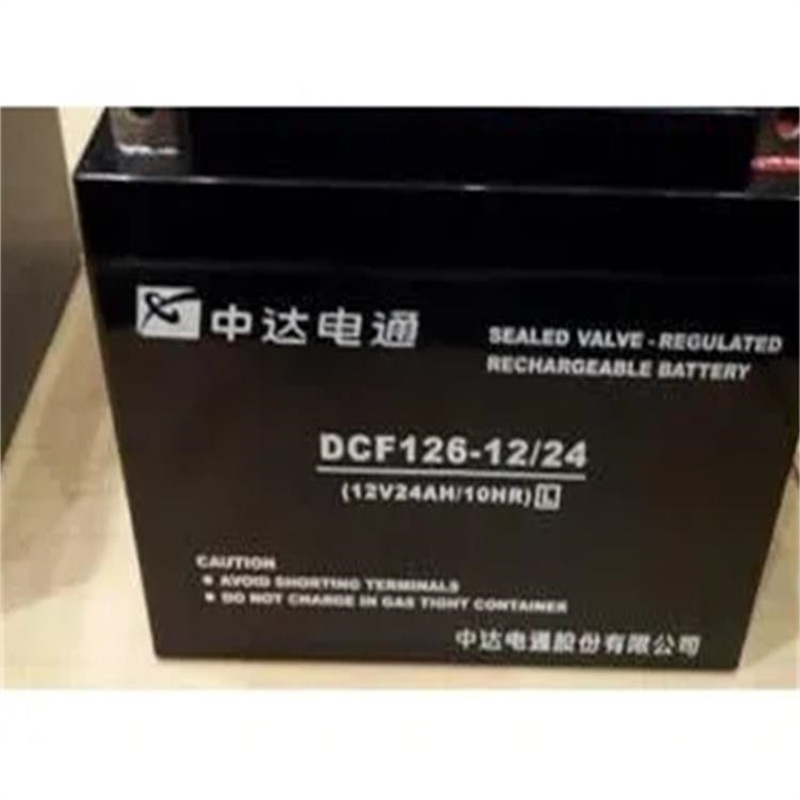 中达电通
SEALED VALVE-REGULATED
RECHARGEABLE BATTERY
DCF126-12/24
(12V24AH/10HR)
CAUTION
• AVOID SHORTING TERMINALS
• DO NOT CHARGE IN GAS TIGHT CONTAINER
中达电通股份有限公司